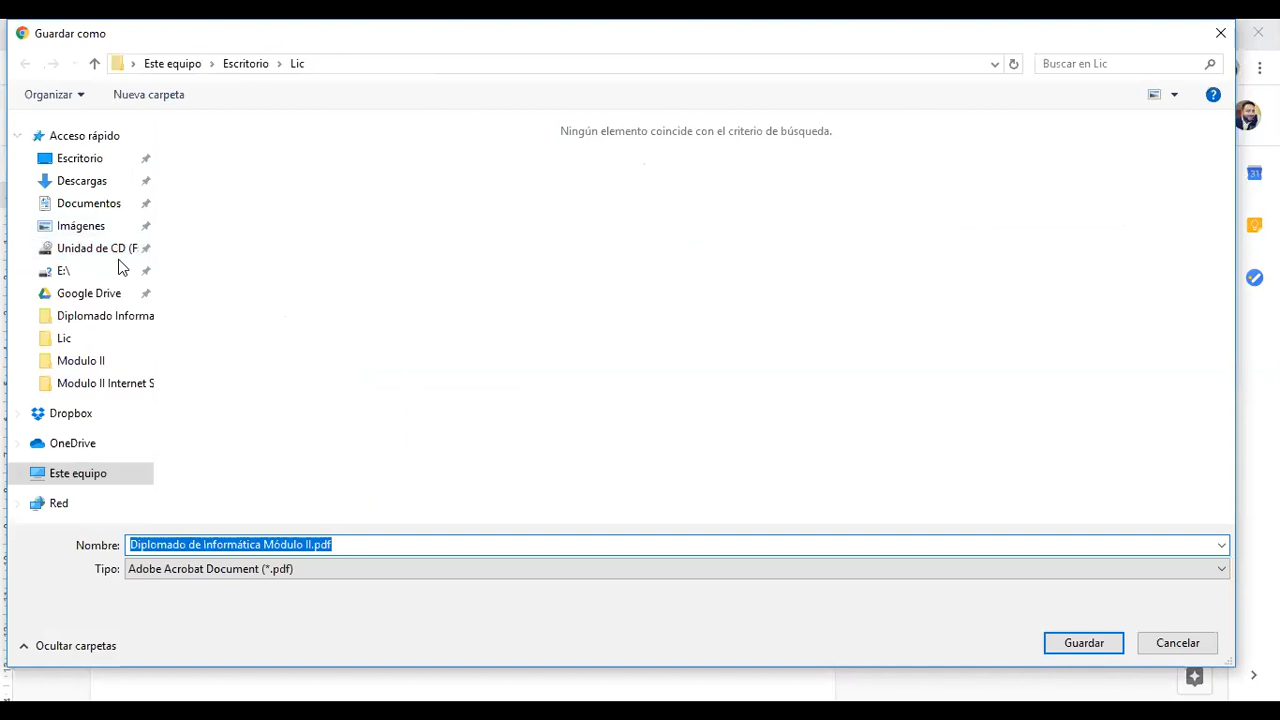 Guardar como
Este equipo > Escritorio > Lic
Buscar en Lic
Organizar
Nueva carpeta
?
Acceso rápido
Ningún elemento coincide con el criterio de búsqueda.
Escritorio
Descargas
Documentos
Imágenes
Unidad de CD (F
E:\
Google Drive
Diplomado Informa
Lic
Modulo II
Modulo II Internet S
Dropbox
OneDrive
Este equipo
Red
Nombre: Diplomado de Informática Módulo II.pdf
Tipo: Adobe Acrobat Document (*.pdf)
Ocultar carpetas
Guardar
Cancelar
31